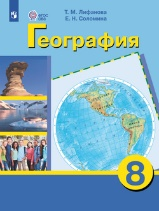 Т. М. Лифанова
Е. Н. Соломина
География
8